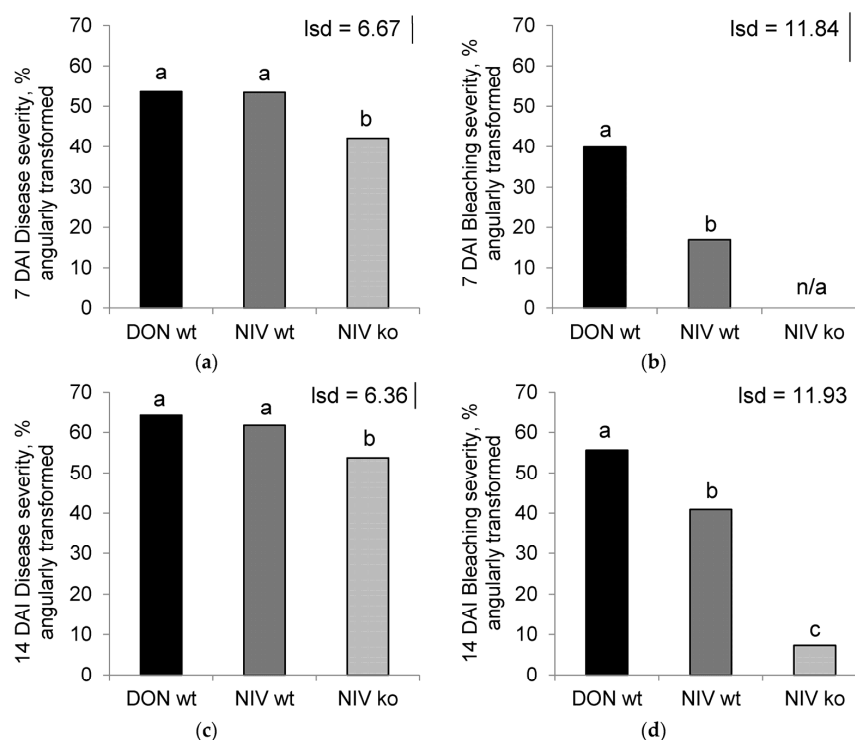 lsd = 6.67
7 DAI Disease severity, %
angularly transformed
70
60
50
40
30
20
10
0
a
a
b
DON wt
NIV wt
NIV ko
(a)
lsd = 11.84
7 DAI Bleaching severity, %
angularly transformed
70
60
50
40
30
20
10
0
a
b
n/a
DON wt
NIV wt
NIV ko
(b)
lsd = 6.36
14 DAI Disease severity, %
angularly transformed
70
60
50
40
30
20
10
0
a
a
b
DON wt
NIV wt
NIV ko
(c)
lsd = 11.93
14 DAI Bleaching severity, %
angularly transformed
70
60
50
40
30
20
10
0
a
b
c
DON wt
NIV wt
NIV ko
(d)